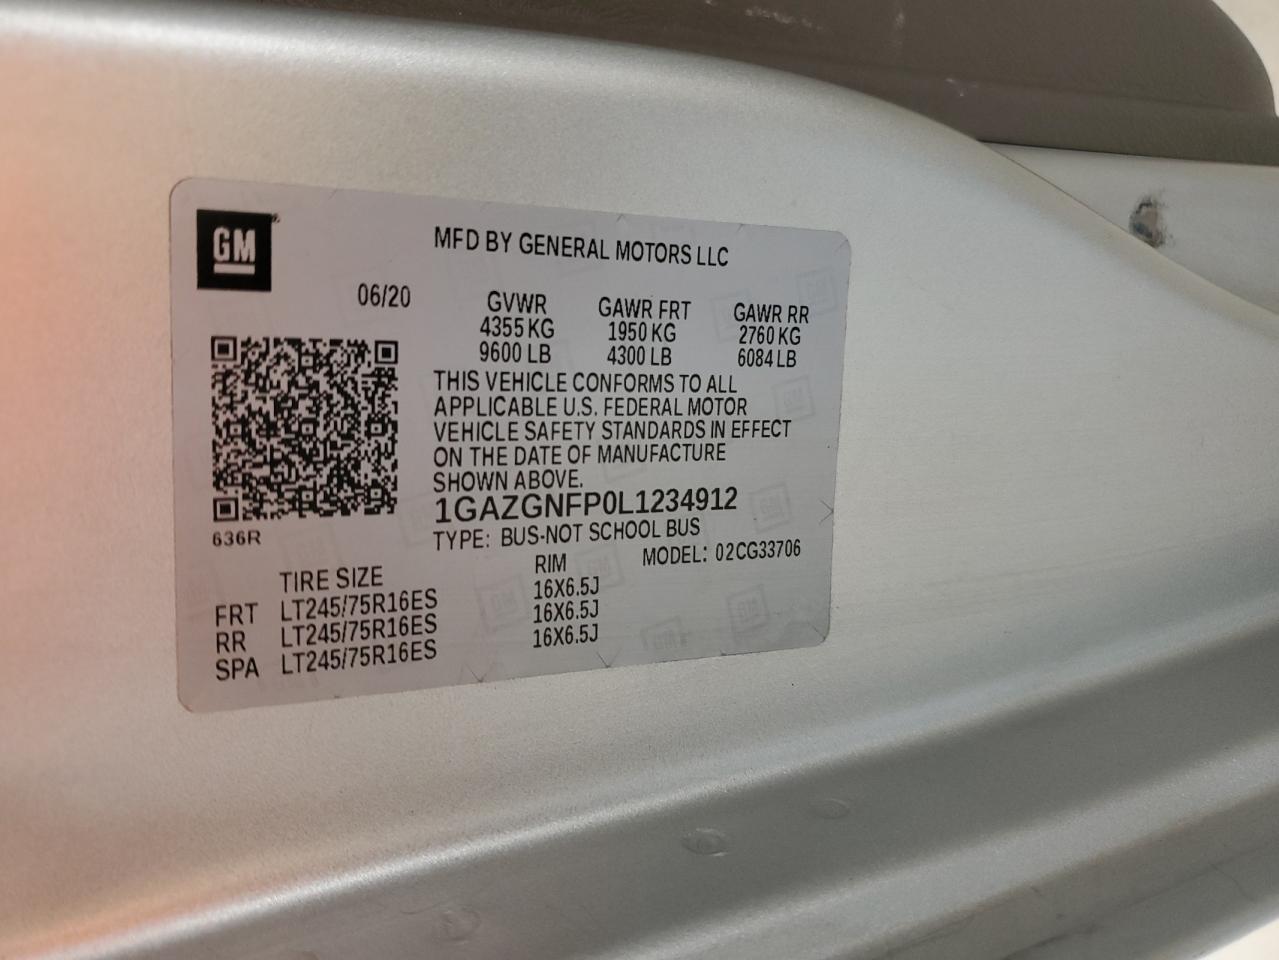 GM
MFD BY GENERAL MOTORS LLC
06/20
GVWR GAWR FRT GAWR RR
4355 KG 1950 KG 2760 KG
9600 LB 4300 LB 6084 LB
THIS VEHICLE CONFORMS TO ALL
APPLICABLE U.S. FEDERAL MOTOR
VEHICLE SAFETY STANDARDS IN EFFECT
ON THE DATE OF MANUFACTURE
SHOWN ABOVE.
1GAZGNFP0L1234912
636R
TYPE: BUS-NOT SCHOOL BUS
MODEL: 02CG33706
TIRE SIZE RIM
FRT LT245/75R16ES 16X6.5J
RR LT245/75R16ES 16X6.5J
SPA LT245/75R16ES 16X6.5J